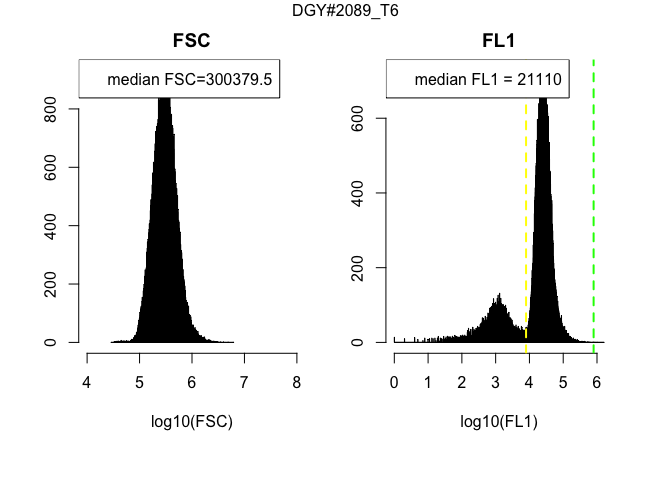 DGY#2089_T6
FSC
median FSC=300379.5
0
200
400
600
800
4 5 6 7 8
log10(FSC)
FL1
median FL1 = 21110
0
200
400
600
0 1 2 3 4 5 6
log10(FL1)